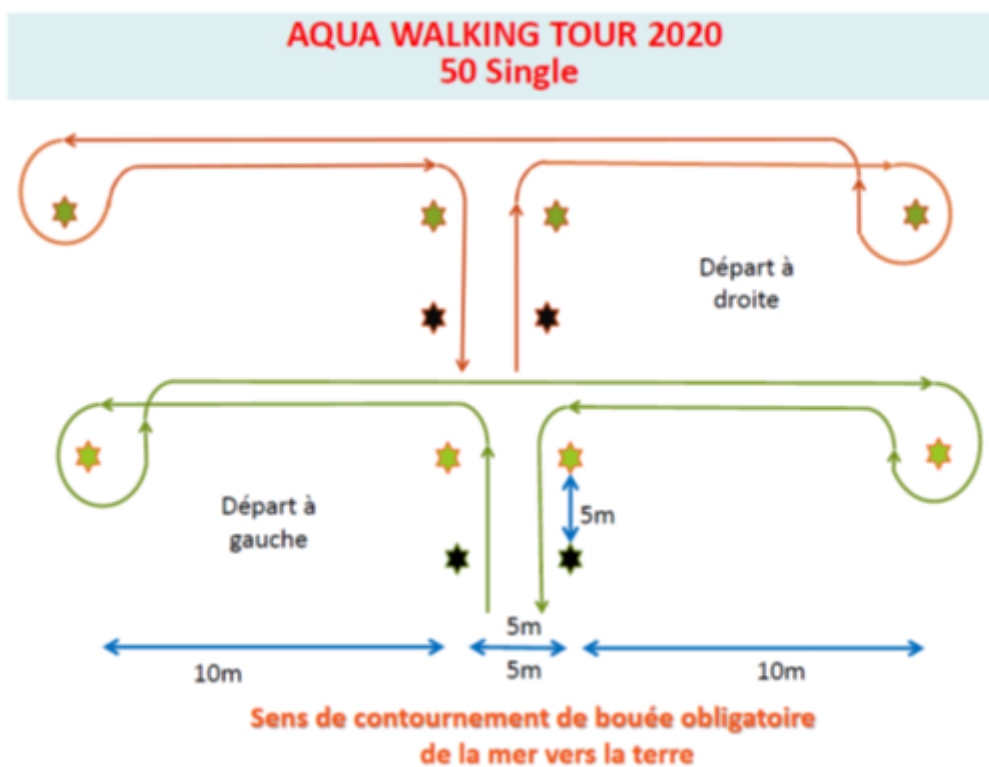 AQUA WALKING TOUR 2020
50 Single
Départ à
droite
Départ à
gauche
5m
5m
10m
5m
10m
Sens de contournement de bouée obligatoire
de la mer vers la terre